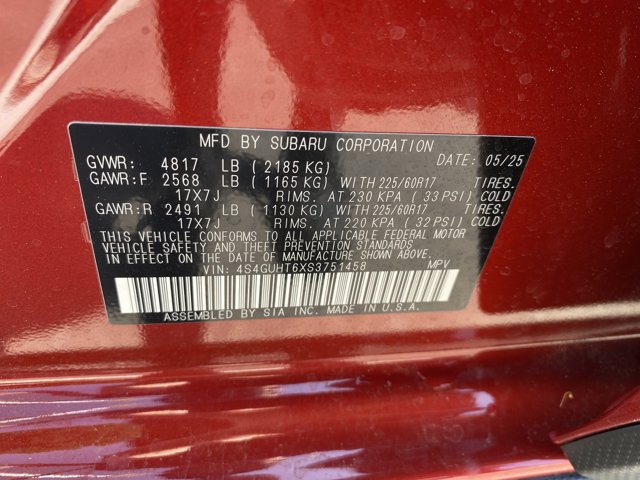 MFD BY SUBARU CORPORATION
GVWR: 4817 LB ( 2185 KG) DATE: 05/25
GAWR:F 2568 LB ( 1165 KG) WITH 225/60R17 TIRES.
17X7J RIMS. AT 230 KPA ( 33 PSI) COLD
GAWR:R 2491 LB ( 1130 KG) WITH 225/60R17 TIRES.
17X7J RIMS. AT 220 KPA ( 32 PSI) COLD
THIS VEHICLE CONFORMS TO ALL APPLICABLE FEDERAL MOTOR
VEHICLE SAFETY AND THEFT PREVENTION STANDARDS
IN EFFECT ON THE DATE OF MANUFACTURE SHOWN ABOVE.
VIN: 4S4GUHT6XS3751458 MPV
ASSEMBLED BY SIA INC. MADE IN U.S.A.